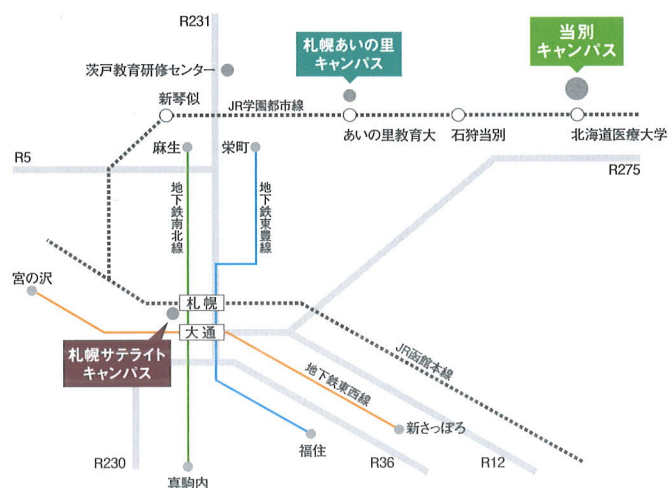 R231
札幌あいの里
キャンパス
当別
キャンパス
茨戸教育研修センター
新琴似
JR学園都市線
あいの里教育大
石狩当別
北海道医療大学
R5
麻生
栄町
R275
地下鉄南北線
地下鉄東豊線
宮の沢
札幌
大通
札幌サテライト
キャンパス
JR函館本線
地下鉄東西線
新さっぽろ
福住
R230
真駒内
R36
R12